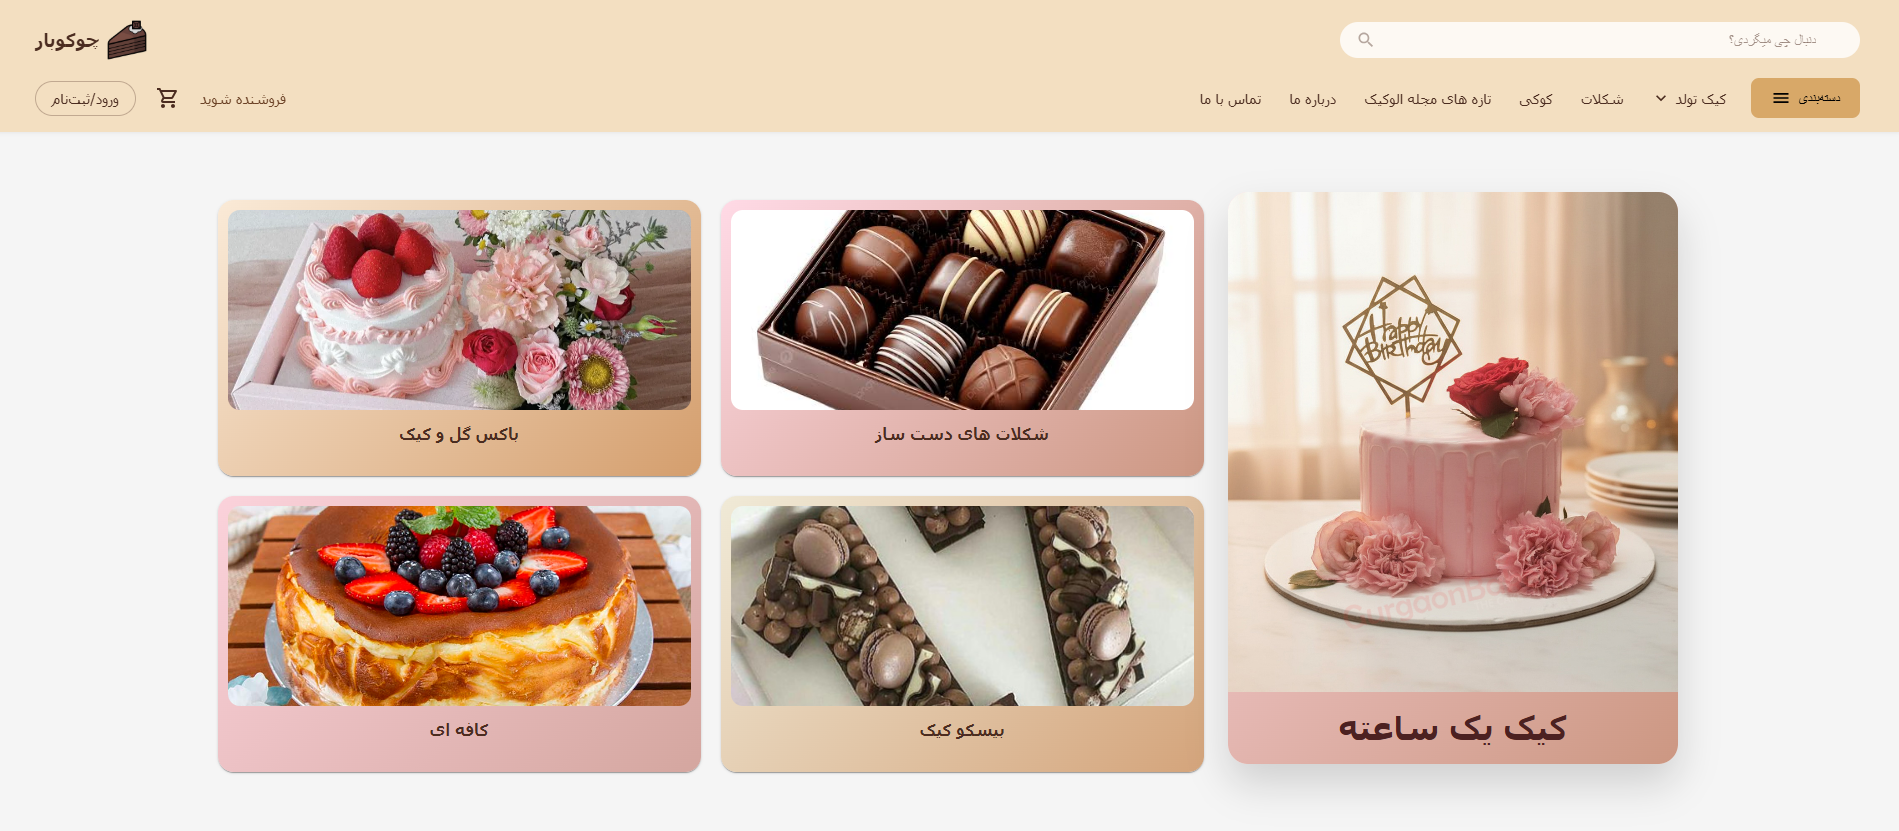 دنبال چی میگردی؟
چوکوبار
دسته‌بندی
کیک تولد
شکلات
کوکی
تازه های مجله الوکیک
درباره ما
تماس با ما
فروشنده شوید
ورود/ثبت‌نام
Happy
Birthday
کیک یک ساعته
شکلات های دست ساز
باکس گل و کیک
بیسکو کیک
کافه ای